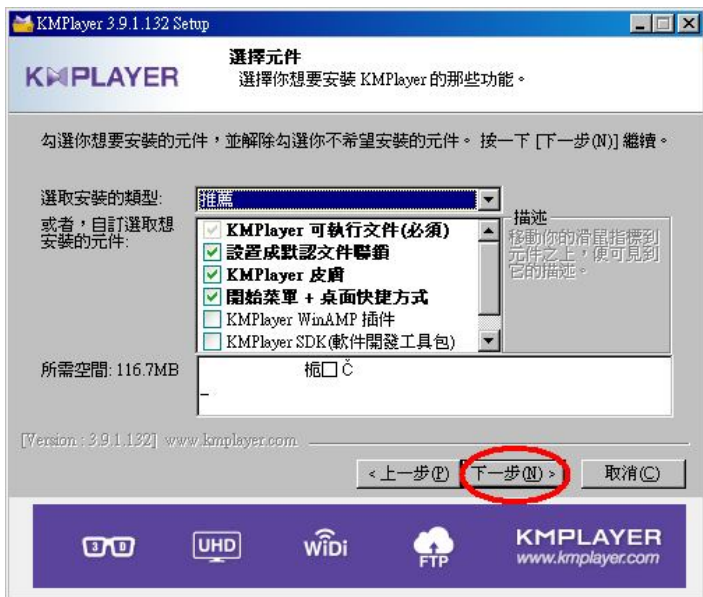 KMPlayer 3.9.1.132 Setup
KMPLAYER
選擇元件
選擇你想要安裝 KMPlayer 的那些功能。
勾選你想要安裝的元件,並解除勾選你不希望安裝的元件。 按一下 [下一步(N)] 繼續。
選取安裝的類型:
推薦
或者,自訂選取想
安裝的元件:
KMPlayer 可執行文件(必須)
設置成默認文件聯鎖
KMPlayer 皮膚
開始菜單 + 桌面快捷方式
KMPlayer WinAMP 插件
KMPlayer SDK(軟件開發工具包)
描述
移動你的滑鼠指標到
元件之上,便可見到
它的描述。
所需空間: 116.7MB
[Version : 3.9.1.132] www.kmplayer.com
<上一步(P)
下一步(N) >
取消(C)
3 D
UHD
WiDi
FTP
KMPLAYER
www.kmplayer.com